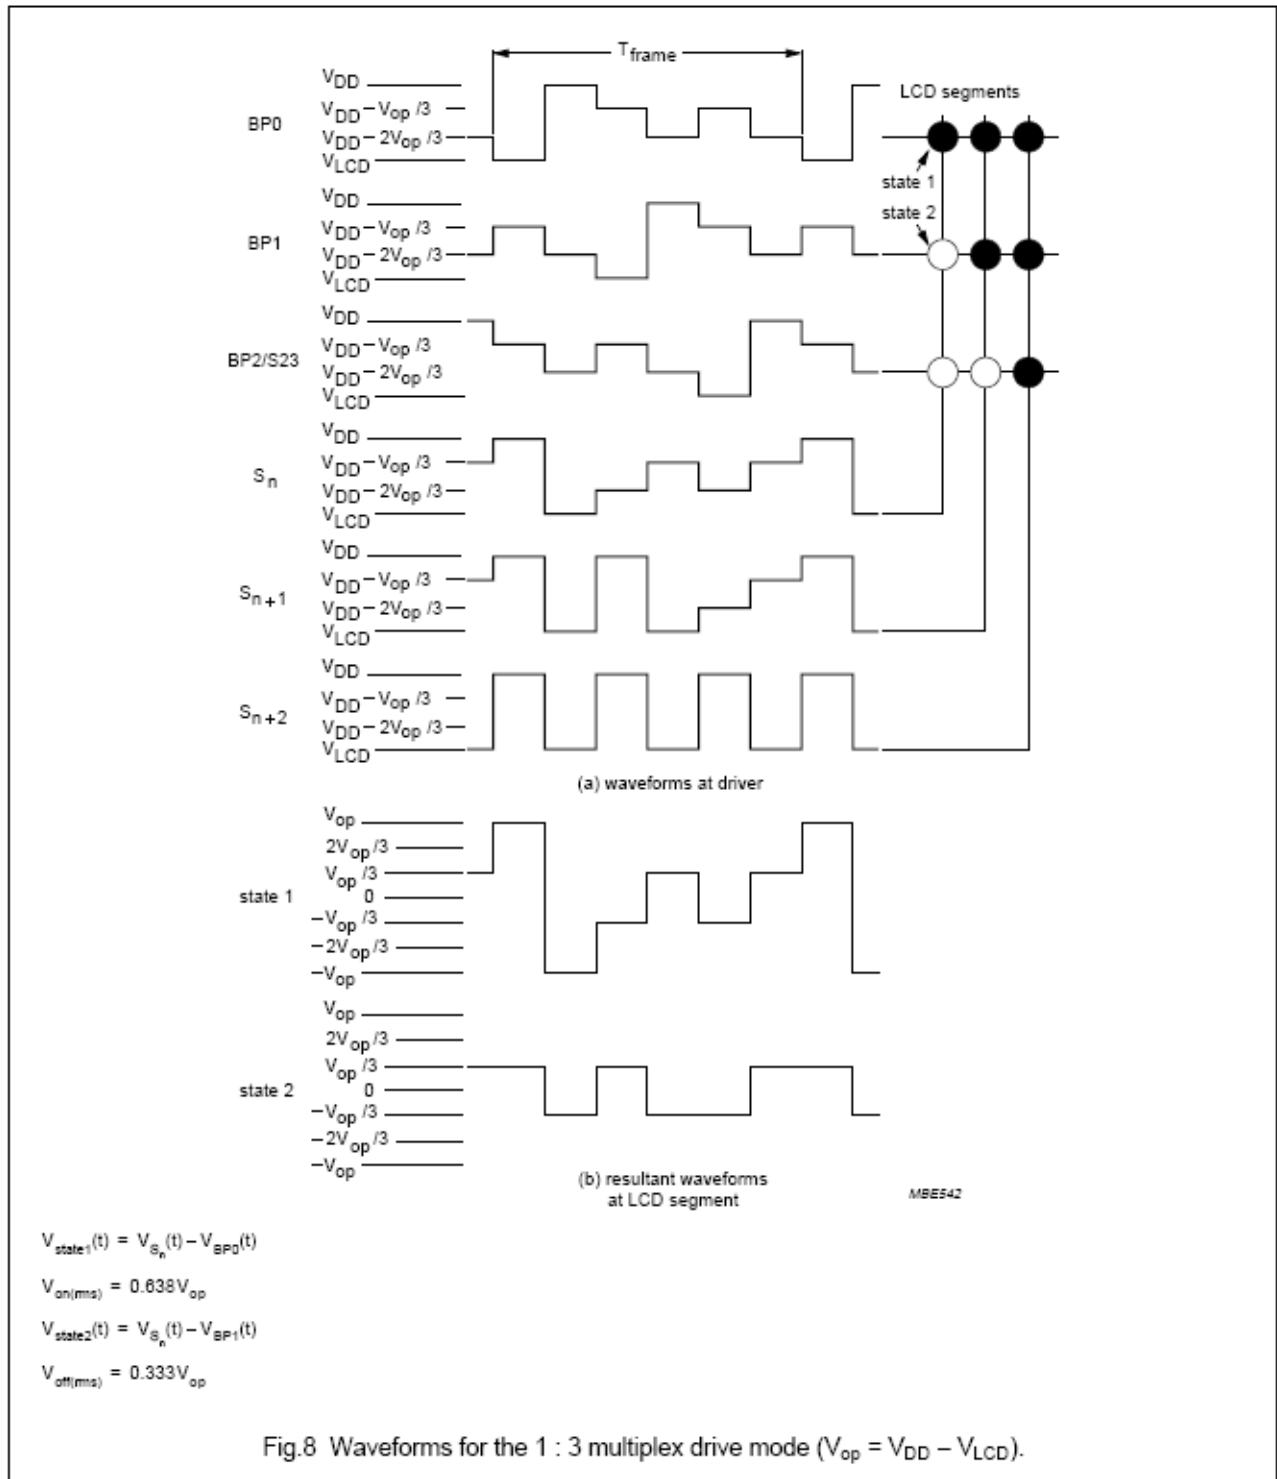 T_frame
V_DD
V_DD – V_op /3
V_DD – 2V_op /3
V_LCD
BP0
LCD segments
state 1
state 2
V_DD
V_DD – V_op /3
V_DD – 2V_op /3
V_LCD
BP1
V_DD
V_DD – V_op /3
V_DD – 2V_op /3
V_LCD
BP2/S23
V_DD
V_DD – V_op /3
V_DD – 2V_op /3
V_LCD
S_n
V_DD
V_DD – V_op /3
V_DD – 2V_op /3
V_LCD
S_n+1
V_DD
V_DD – V_op /3
V_DD – 2V_op /3
V_LCD
S_n+2
(a) waveforms at driver
V_op
2V_op /3
V_op /3
0
–V_op /3
–2V_op /3
–V_op
state 1
V_op
2V_op /3
V_op /3
0
–V_op /3
–2V_op /3
–V_op
state 2
(b) resultant waveforms
at LCD segment
MBE542
V_state1(t) = V_Sn(t) – V_BP0(t)
V_on(rms) = 0.638V_op
V_state2(t) = V_Sn(t) – V_BP1(t)
V_off(rms) = 0.333V_op
Fig.8 Waveforms for the 1 : 3 multiplex drive mode (V_op = V_DD – V_LCD).